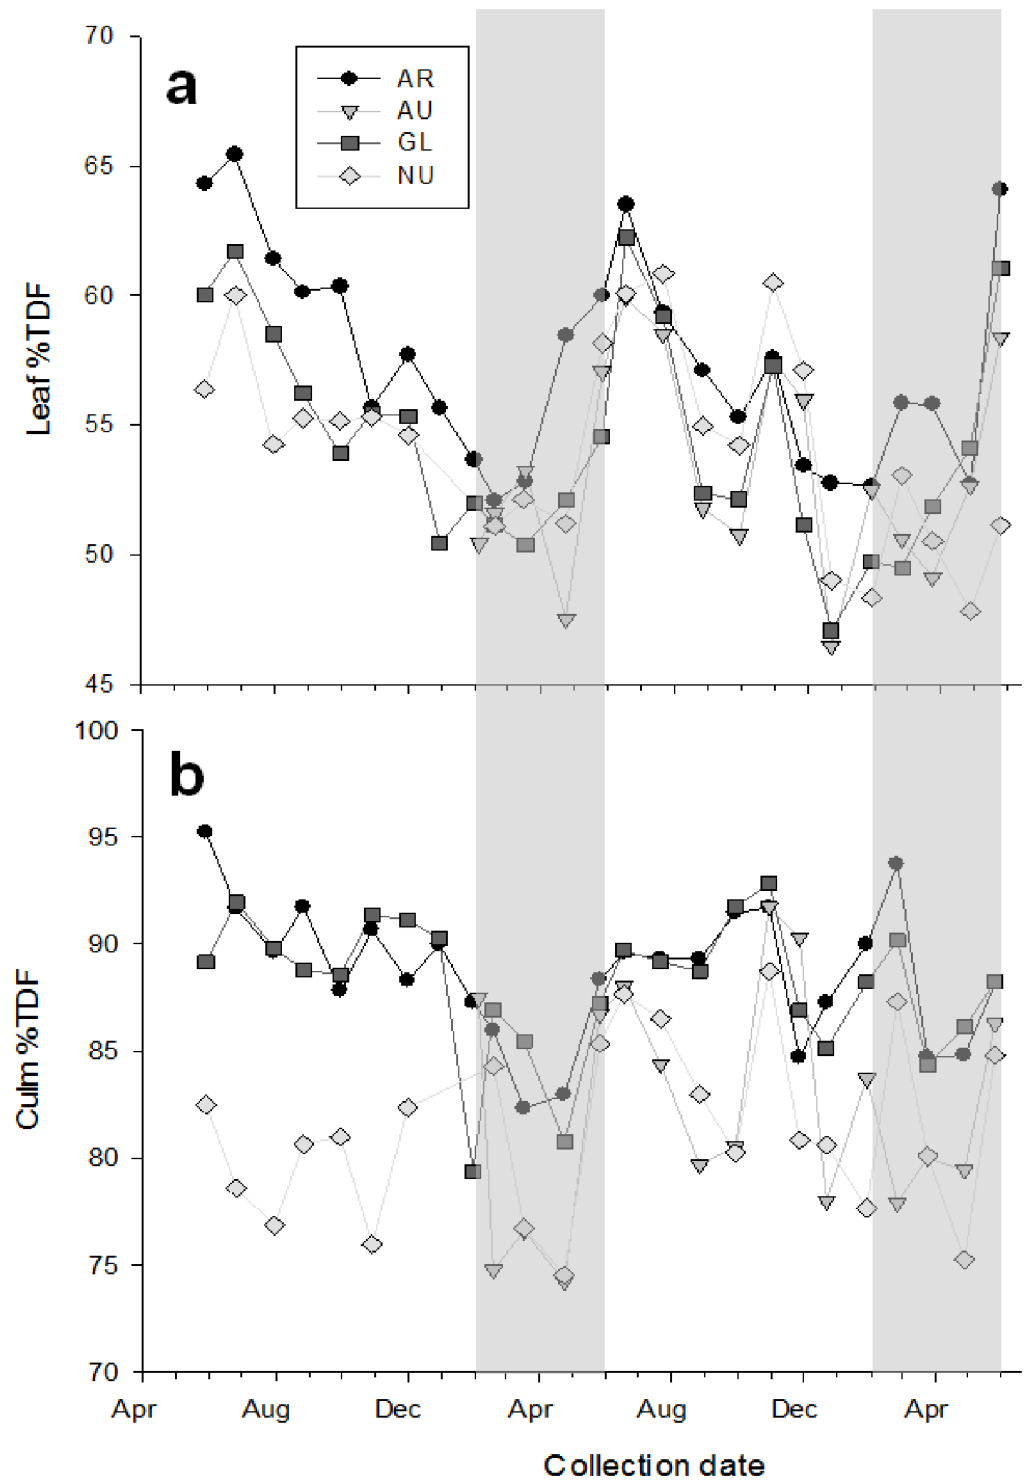 70
a
AR
AU
GL
NU
65
60
55
50
45
Leaf %TDF
100
b
95
90
85
80
75
70
Culm %TDF
Apr Aug Dec Apr Aug Dec Apr
Collection date